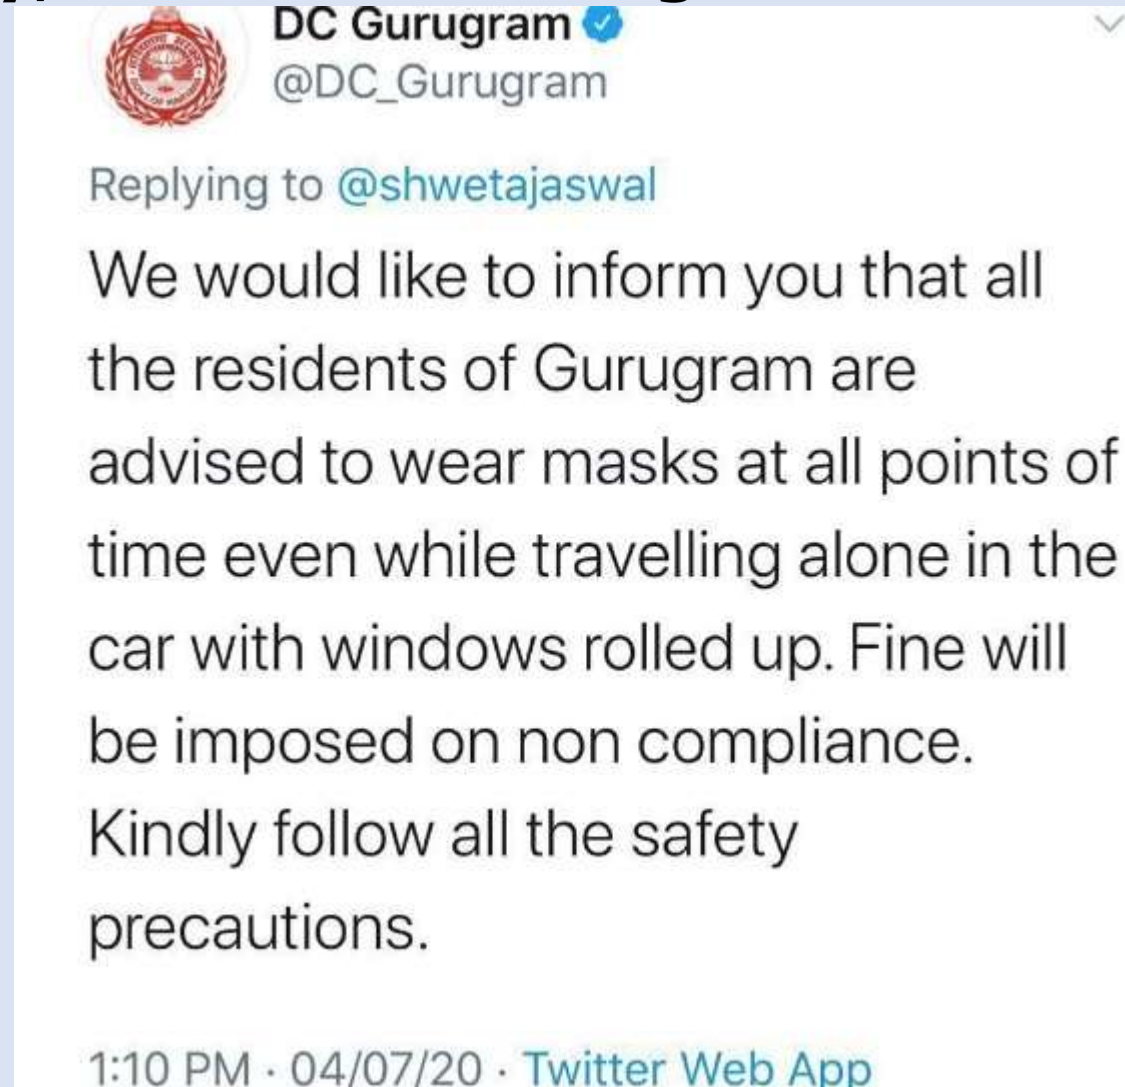 DC Gurugram
@DC_Gurugram
Replying to @shwetajaswal
We would like to inform you that all
the residents of Gurugram are
advised to wear masks at all points of
time even while travelling alone in the
car with windows rolled up. Fine will
be imposed on non compliance.
Kindly follow all the safety
precautions.
1:10 PM · 04/07/20 · Twitter Web App